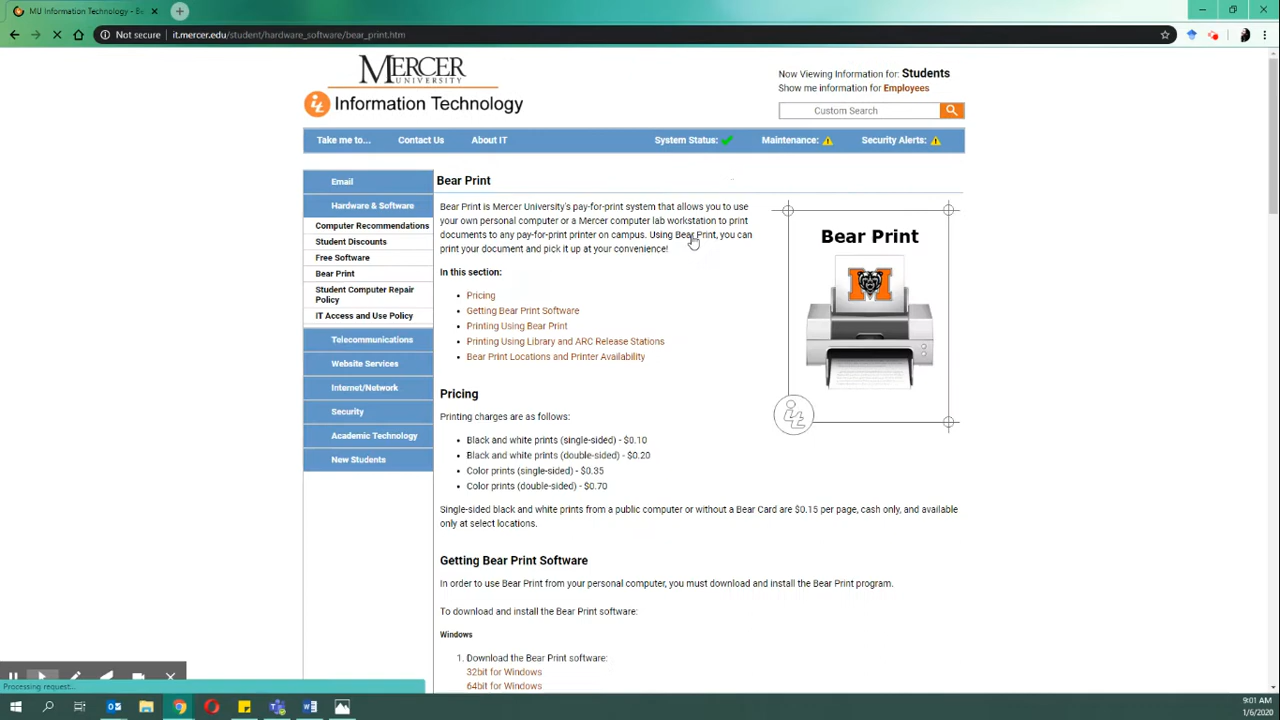 MU Information Technology - Be
Not secure
it.mercer.edu/student/hardware_software/bear_print.htm
MERCER
UNIVERSITY
Information Technology
Now Viewing Information for: Students
Show me information for Employees
Custom Search
Take me to...
Contact Us
About IT
System Status:
Maintenance:
Security Alerts:
Email
Hardware & Software
Computer Recommendations
Student Discounts
Free Software
Bear Print
Student Computer Repair
Policy
IT Access and Use Policy
Telecommunications
Website Services
Internet/Network
Security
Academic Technology
New Students
Bear Print
Bear Print is Mercer University's pay-for-print system that allows you to use
your own personal computer or a Mercer computer lab workstation to print
documents to any pay-for-print printer on campus. Using Bear Print, you can
print your document and pick it up at your convenience!
In this section:
• Pricing
• Getting Bear Print Software
• Printing Using Bear Print
• Printing Using Library and ARC Release Stations
• Bear Print Locations and Printer Availability
Bear Print
Pricing
Printing charges are as follows:
• Black and white prints (single-sided) - $0.10
• Black and white prints (double-sided) - $0.20
• Color prints (single-sided) - $0.35
• Color prints (double-sided) - $0.70
Single-sided black and white prints from a public computer or without a Bear Card are $0.15 per page, cash only, and available
only at select locations.
Getting Bear Print Software
In order to use Bear Print from your personal computer, you must download and install the Bear Print program.
To download and install the Bear Print software:
Windows
1. Download the Bear Print software:
32bit for Windows
64bit for Windows
Processing request...
9:01 AM
1/6/2020